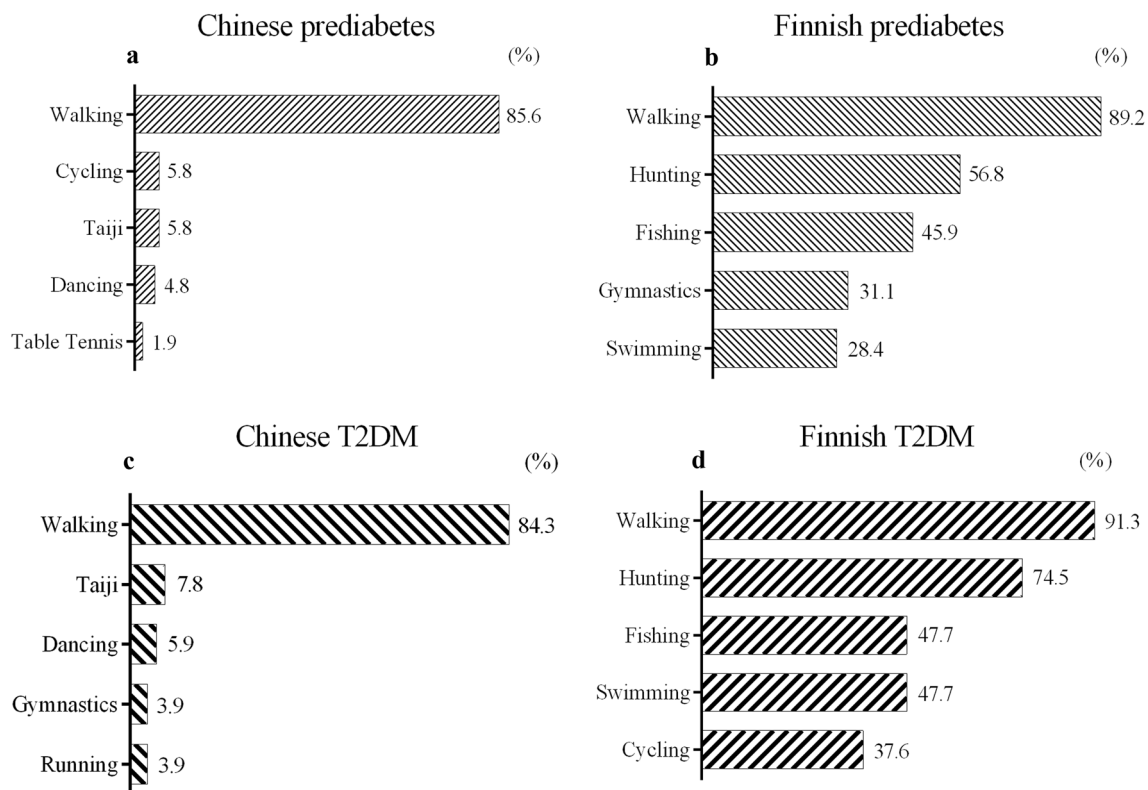 Chinese prediabetes
a
(%)
Walking 85.6
Cycling 5.8
Taiji 5.8
Dancing 4.8
Table Tennis 1.9
Finnish prediabetes
b
(%)
Walking 89.2
Hunting 56.8
Fishing 45.9
Gymnastics 31.1
Swimming 28.4
Chinese T2DM
c
(%)
Walking 84.3
Taiji 7.8
Dancing 5.9
Gymnastics 3.9
Running 3.9
Finnish T2DM
d
(%)
Walking 91.3
Hunting 74.5
Fishing 47.7
Swimming 47.7
Cycling 37.6